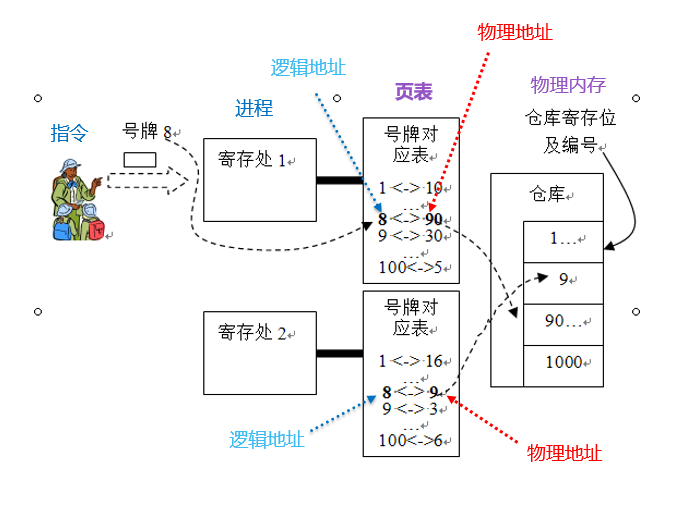 物理地址
逻辑地址
页表
物理内存
进程
指令
号牌 8
仓库寄存位
及编号
寄存处 1
号牌对
应表
1 <-> 10
…
8 <-> 90
9 <-> 30
…
100<->5
仓库
1…
9
90…
1000
寄存处 2
号牌对
应表
1 <-> 16
…
8 <-> 9
9 <-> 3
…
100<->6
逻辑地址
物理地址